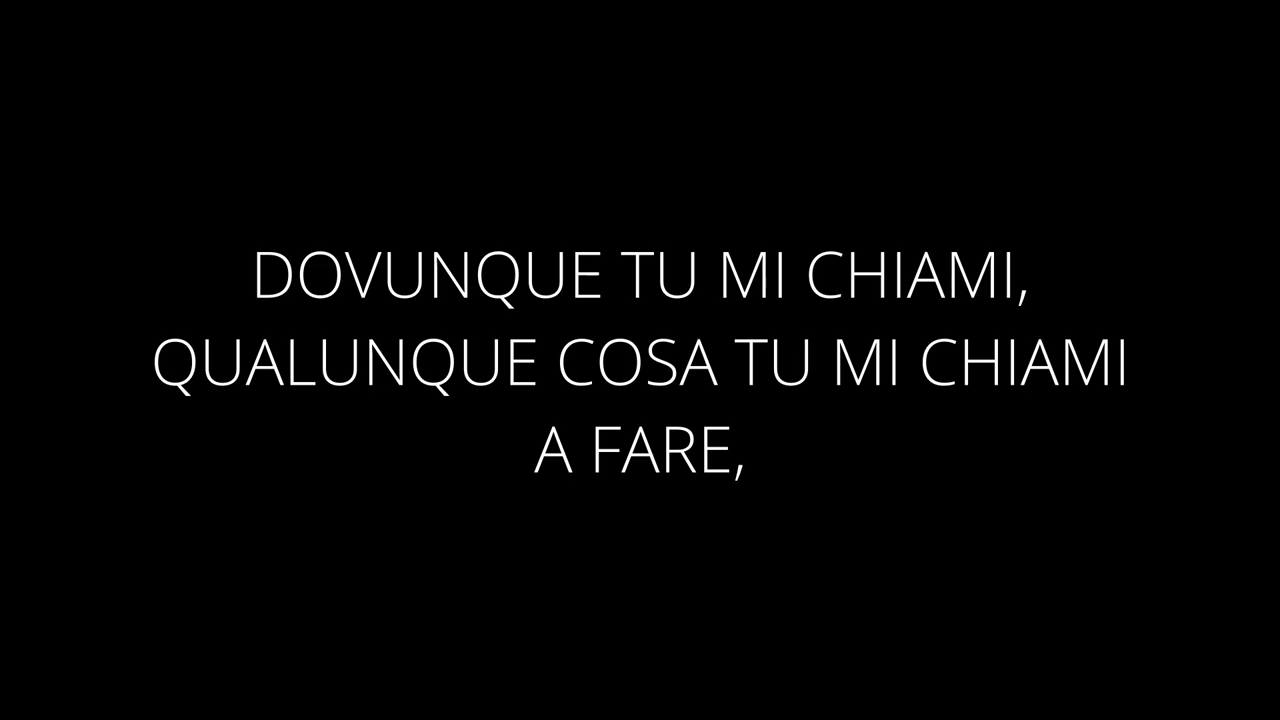 DOVUNQUE TU MI CHIAMI,
QUALUNQUE COSA TU MI CHIAMI
A FARE,